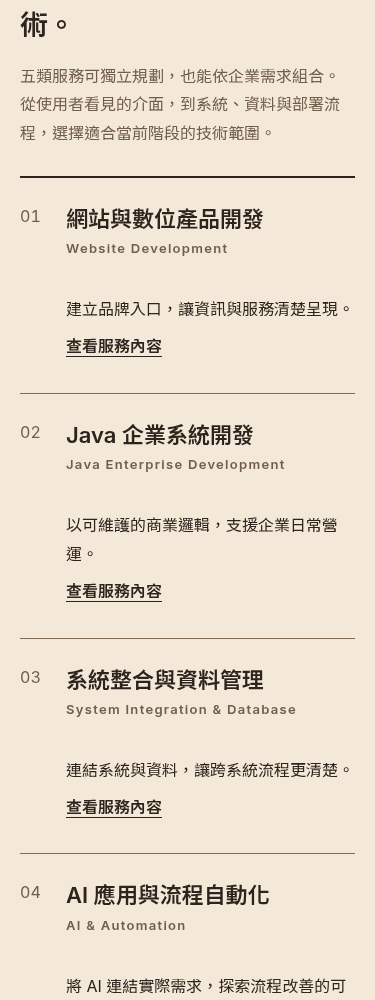 術。
五類服務可獨立規劃，也能依企業需求組合。
從使用者看見的介面，到系統、資料與部署流
程，選擇適合當前階段的技術範圍。
01
網站與數位產品開發
Website Development
建立品牌入口，讓資訊與服務清楚呈現。
查看服務內容
02
Java 企業系統開發
Java Enterprise Development
以可維護的商業邏輯，支援企業日常營
運。
查看服務內容
03
系統整合與資料管理
System Integration & Database
連結系統與資料，讓跨系統流程更清楚。
查看服務內容
04
AI 應用與流程自動化
AI & Automation
將 AI 連結實際需求，探索流程改善的可